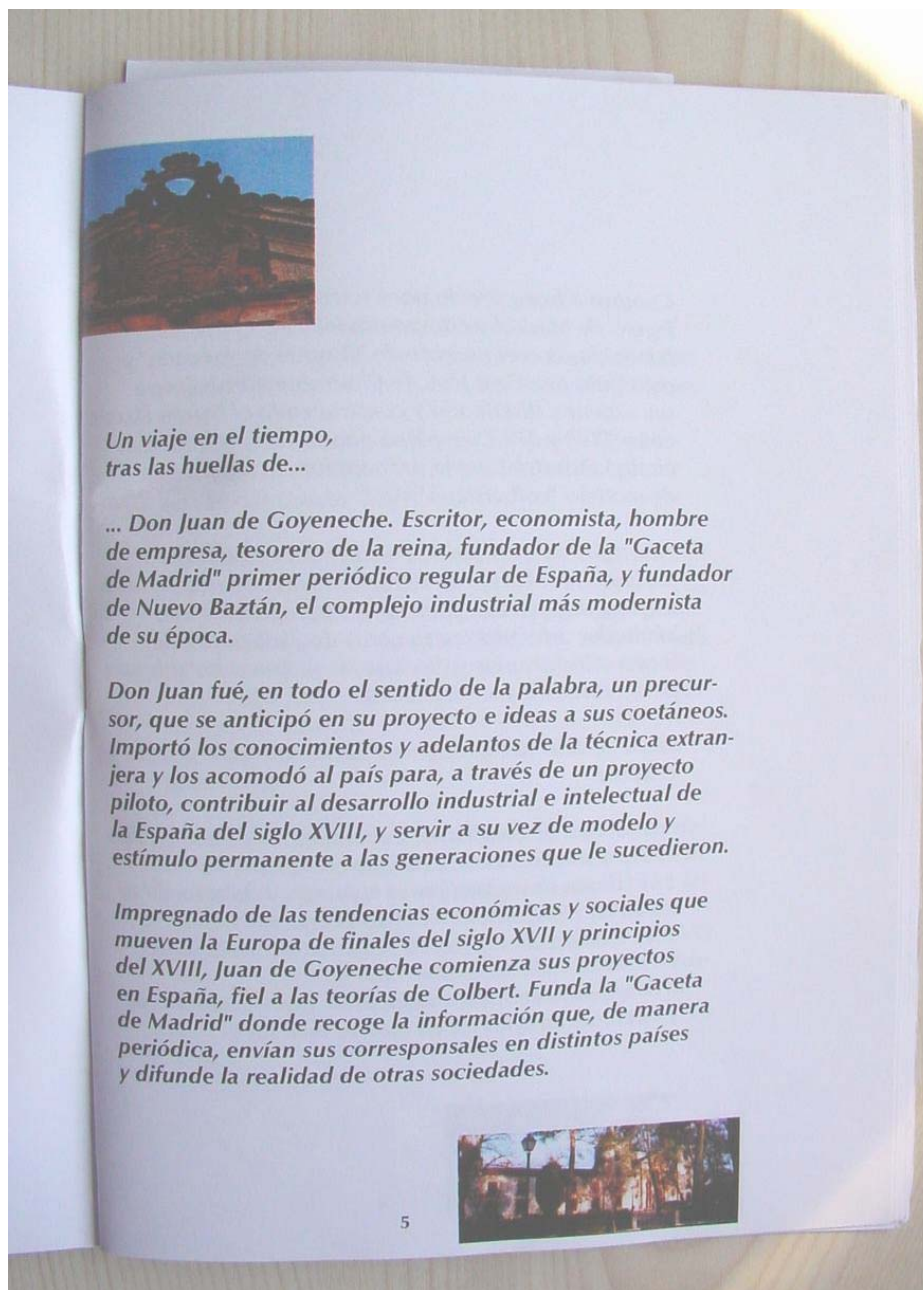 Un viaje en el tiempo,
tras las huellas de...
... Don Juan de Goyeneche. Escritor, economista, hombre
de empresa, tesorero de la reina, fundador de la "Gaceta
de Madrid" primer periódico regular de España, y fundador
de Nuevo Baztán, el complejo industrial más modernista
de su época.
Don Juan fué, en todo el sentido de la palabra, un precur-
sor, que se anticipó en su proyecto e ideas a sus coetáneos.
Importó los conocimientos y adelantos de la técnica extran-
jera y los acomodó al país para, a través de un proyecto
piloto, contribuir al desarrollo industrial e intelectual de
la España del siglo XVIII, y servir a su vez de modelo y
estímulo permanente a las generaciones que le sucedieron.
Impregnado de las tendencias económicas y sociales que
mueven la Europa de finales del siglo XVII y principios
del XVIII, Juan de Goyeneche comienza sus proyectos
en España, fiel a las teorías de Colbert. Funda la "Gaceta
de Madrid" donde recoge la información que, de manera
periódica, envían sus corresponsales en distintos países
y difunde la realidad de otras sociedades.
5